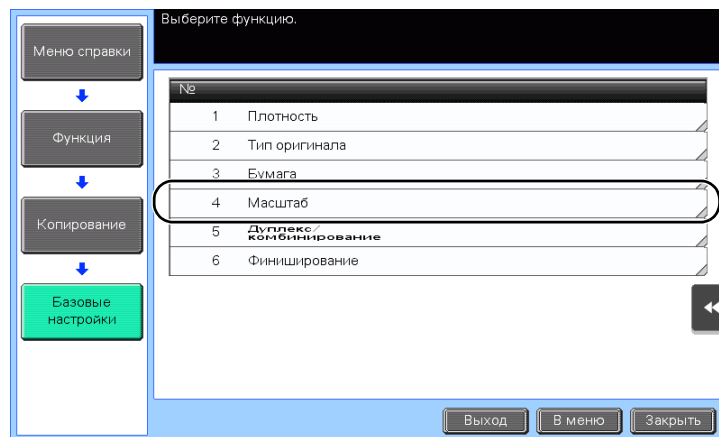 Выберите функцию.
Меню справки
Функция
Копирование
Базовые
настройки
№
1 Плотность
2 Тип оригинала
3 Бумага
4 Масштаб
5 Дуплекс/
комбинирование
6 Финиширование
Выход
В меню
Закрыть